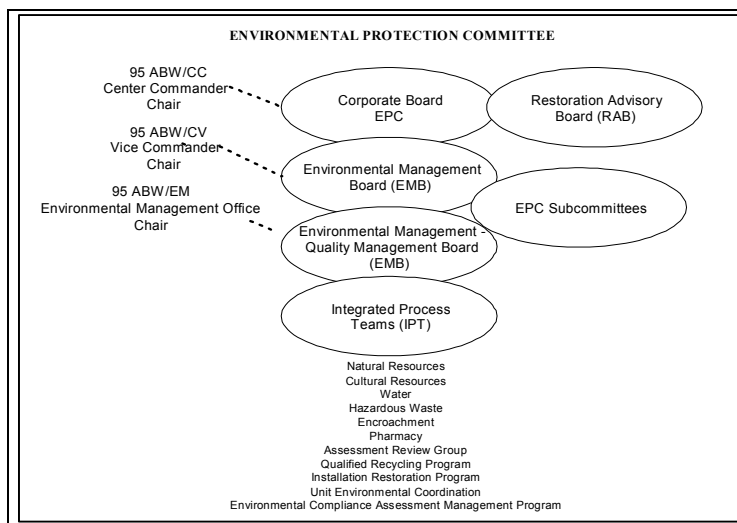 ENVIRONMENTAL PROTECTION COMMITTEE
95 ABW/CC
Center Commander
Chair
Corporate Board
EPC
Restoration Advisory
Board (RAB)
95 ABW/CV
Vice Commander
Chair
Environmental Management
Board (EMB)
95 ABW/EM
Environmental Management Office
Chair
EPC Subcommittees
Environmental Management -
Quality Management Board
(EMB)
Integrated Process
Teams (IPT)
Natural Resources
Cultural Resources
Water
Hazardous Waste
Encroachment
Pharmacy
Assessment Review Group
Qualified Recycling Program
Installation Restoration Program
Unit Environmental Coordination
Environmental Compliance Assessment Management Program